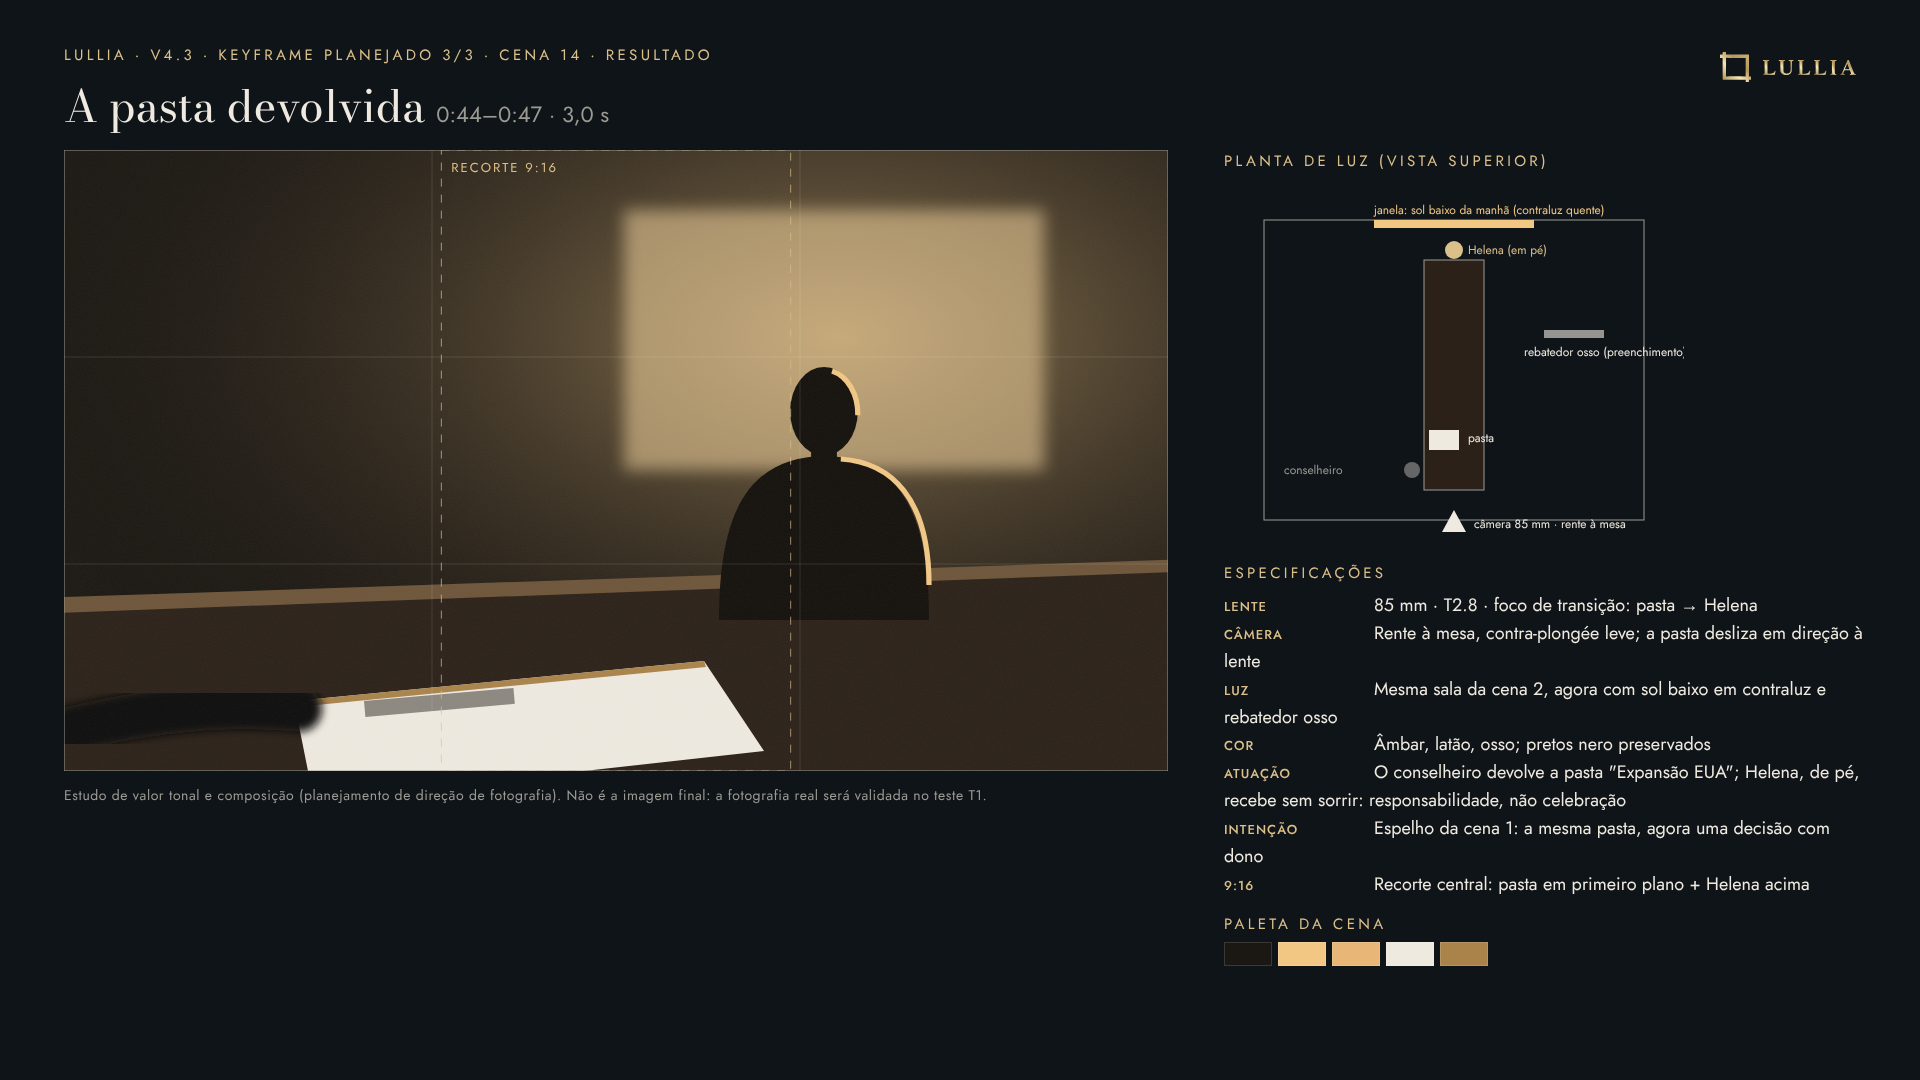 LULLIA · V4.3 · KEYFRAME PLANEJADO 3/3 · CENA 14 · RESULTADO
LULLIA
A pasta devolvida 0:44–0:47 · 3,0 s
RECORTE 9:16
Estudo de valor tonal e composição (planejamento de direção de fotografia). Não é a imagem final: a fotografia real será validada no teste T1.
PLANTA DE LUZ (VISTA SUPERIOR)
janela: sol baixo da manhã (contraluz quente)
Helena (em pé)
rebatedor osso (preenchimento)
pasta
conselheiro
câmera 85 mm · rente à mesa
ESPECIFICAÇÕES
LENTE 85 mm · T2.8 · foco de transição: pasta → Helena
CÂMERA Rente à mesa, contra-plongée leve; a pasta desliza em direção à
lente
LUZ Mesma sala da cena 2, agora com sol baixo em contraluz e
rebatedor osso
COR Âmbar, latão, osso; pretos nero preservados
ATUAÇÃO O conselheiro devolve a pasta "Expansão EUA"; Helena, de pé,
recebe sem sorrir: responsabilidade, não celebração
INTENÇÃO Espelho da cena 1: a mesma pasta, agora uma decisão com
dono
9:16 Recorte central: pasta em primeiro plano + Helena acima
PALETA DA CENA